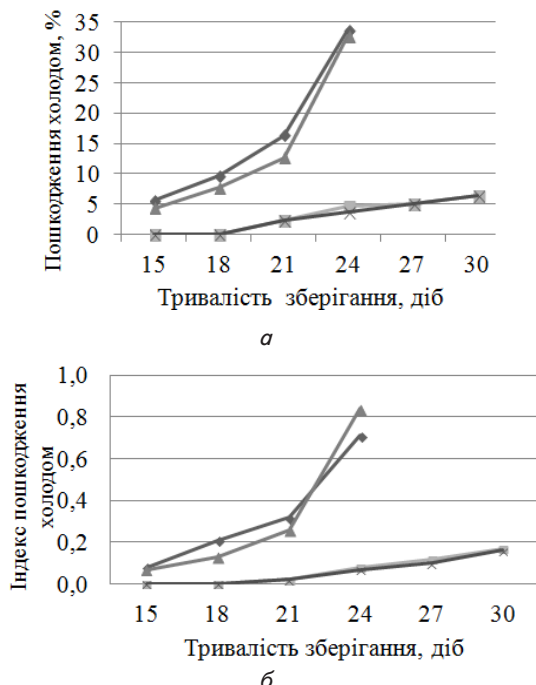 Пошкодження холодом, %
35
30
25
20
15
10
5
0
15 18 21 24 27 30
Тривалість зберігання, діб
а
Індекс пошкодження
холодом
1,0
0,8
0,6
0,4
0,2
0,0
15 18 21 24 27 30
Тривалість зберігання, діб
б